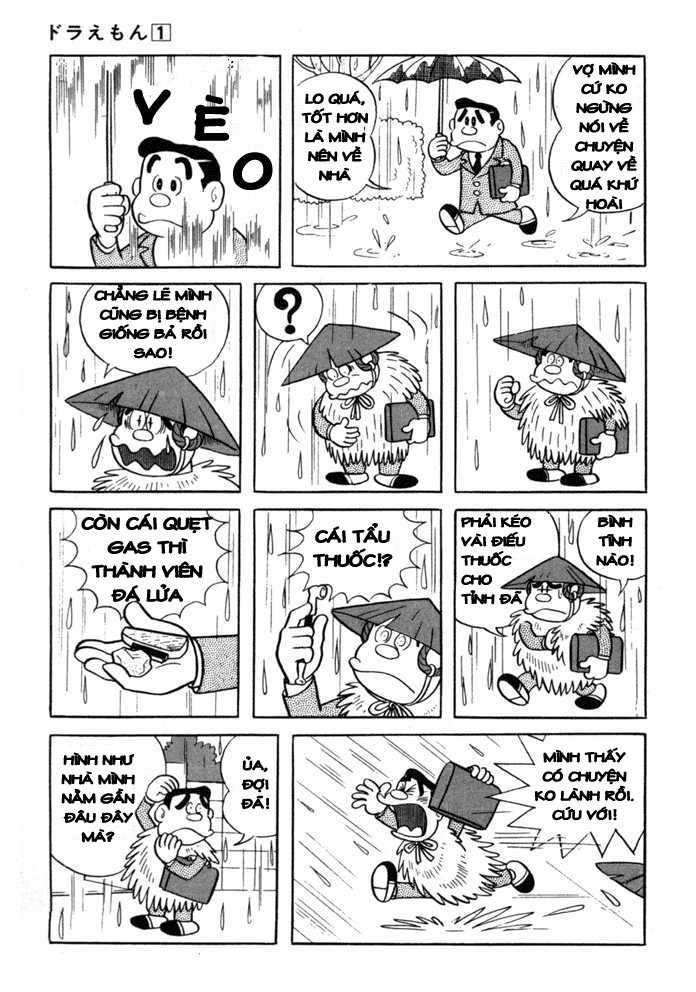 ドラえもん 1
VỢ MÌNH
CỨ KO
NGỪNG
NÓI VỀ
CHUYỆN
QUAY VỀ
QUÁ KHỨ
HOÀI
LO QUÁ,
TỐT HƠN
LÀ MÌNH
NÊN VỀ
NHÀ
VÈO
?
CHẲNG LẼ MÌNH
CŨNG BỊ BỆNH
GIỐNG BẢ RỒI
SAO!
BÌNH
TĨNH
NÀO!
PHẢI KÉO
VÀI ĐIẾU
THUỐC
CHO
TỈNH ĐÃ
CÁI TẨU
THUỐC!?
CÒN CÁI QUẸT
GAS THÌ
THÀNH VIÊN
ĐÁ LỬA
MÌNH THẤY
CÓ CHUYỆN
KO LÀNH RỒI.
CỨU VỚI!
ỦA,
ĐỢI
ĐÃ!
HÌNH NHƯ
NHÀ MÌNH
NẰM GẦN
ĐÂU ĐÂY
MÀ?